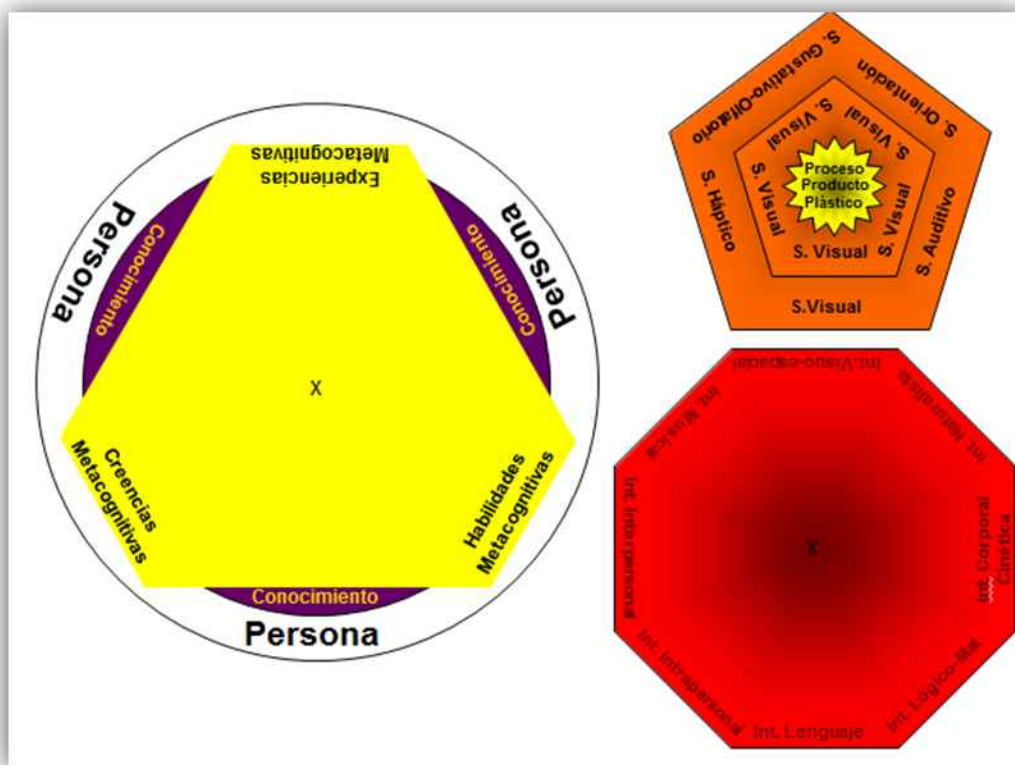 Persona
Conocimiento
Experiencias
Metacognitivas
Persona
Conocimiento
X
Creencias
Metacognitivas
Habilidades
Metacognitivas
Conocimiento
Persona
S. Gustativo-Olfatorio
S. Orientación
S. Háptico
S. Auditivo
S.Visual
S. Visual
S. Visual
S. Visual
S. Visual
S. Visual
Proceso
Producto
Plástico
Int.Visuo-espacial
Int. Naturalista
Int. Musical
Int. Interpersonal
Int. Corporal
Cinética
X
Int. Intrapersonal
Int. Lógico-Mat
Int. Lenguaje